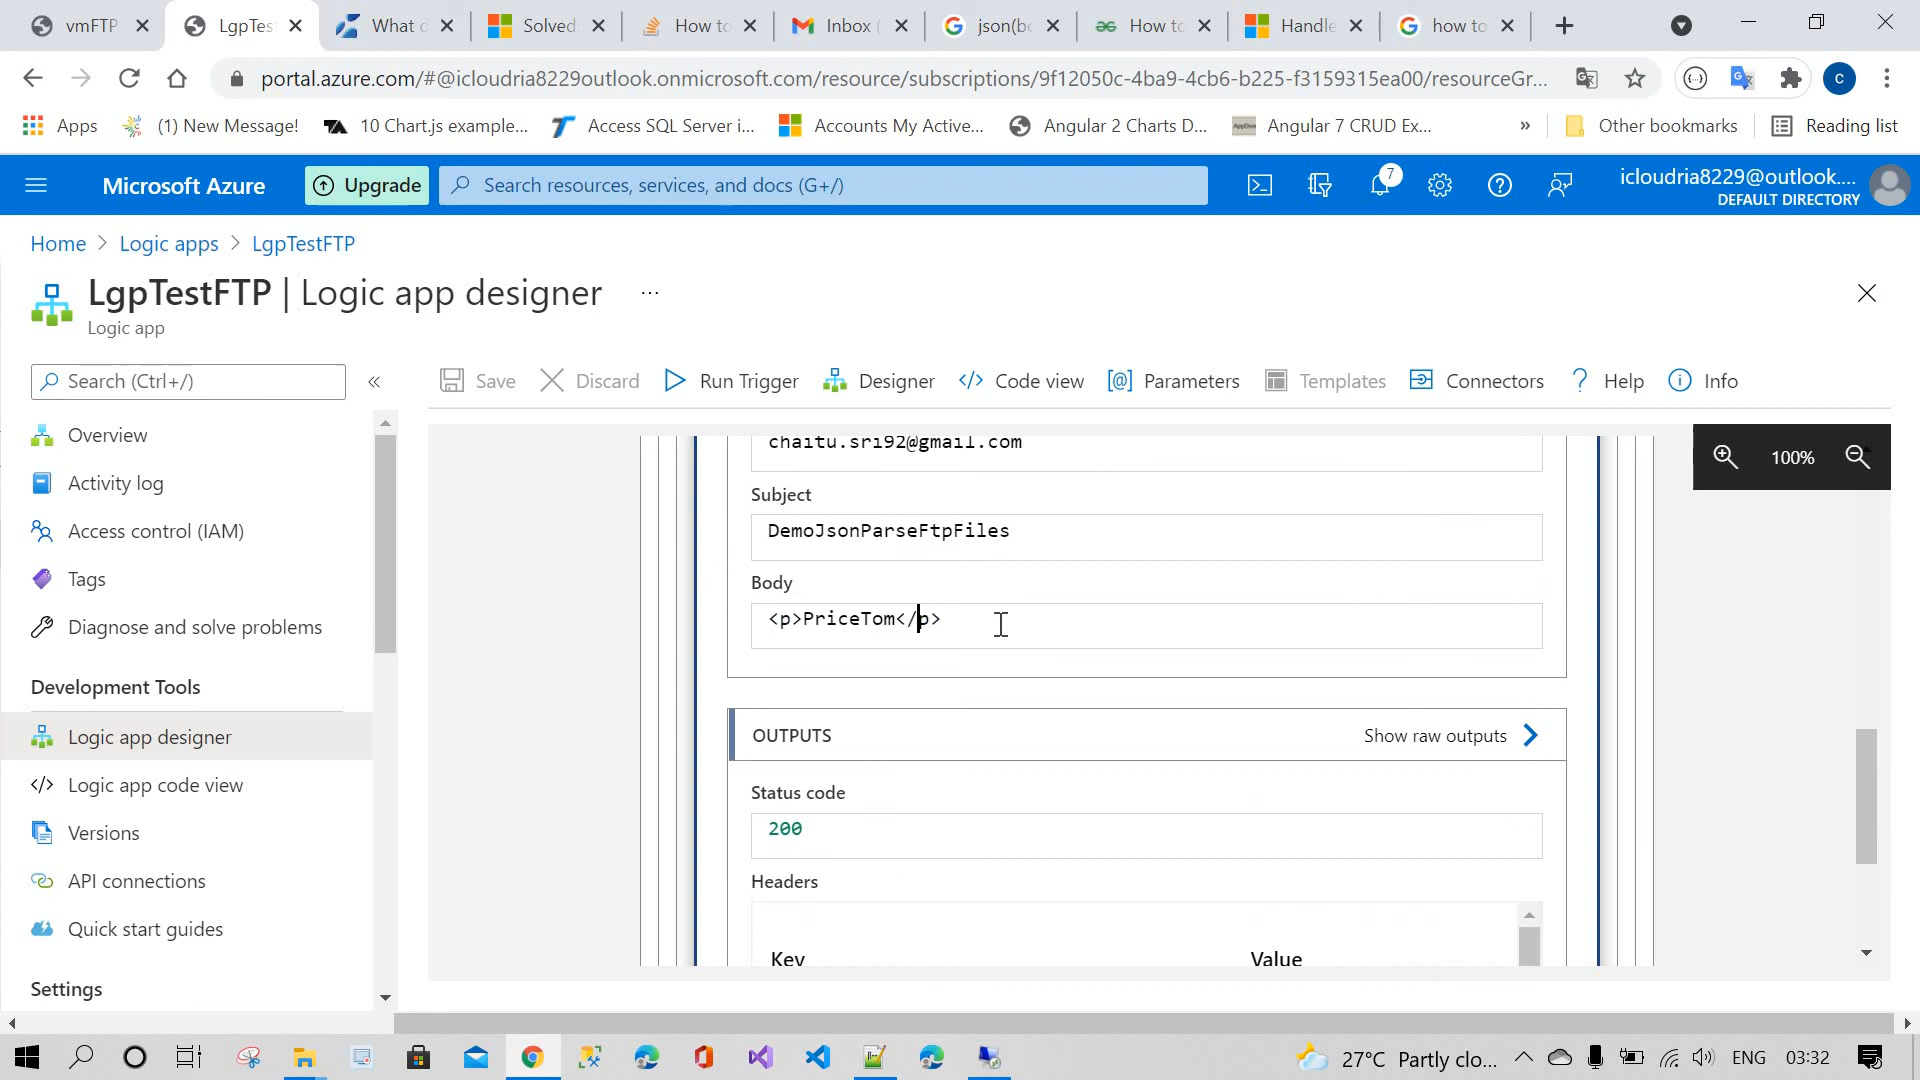 vmFTP
LgpTest
What d
Solved
How to
Inbox (
json(bo
How to
Handle
how to
portal.azure.com/#@icloudria8229outlook.onmicrosoft.com/resource/subscriptions/9f12050c-4ba9-4cb6-b225-f3159315ea00/resourceGr...
c
Apps
(1) New Message!
10 Chart.js example...
Access SQL Server i...
Accounts My Active...
Angular 2 Charts D...
Angular 7 CRUD Ex...
»
Other bookmarks
Reading list
Microsoft Azure
Upgrade
Search resources, services, and docs (G+/)
7
icloudria8229@outlook....
DEFAULT DIRECTORY
Home > Logic apps > LgpTestFTP
LgpTestFTP | Logic app designer ...
Logic app
Search (Ctrl+/)
«
Save
Discard
Run Trigger
Designer
Code view
Parameters
Templates
Connectors
Help
Info
Overview
Activity log
Access control (IAM)
Tags
Diagnose and solve problems
Development Tools
Logic app designer
Logic app code view
Versions
API connections
Quick start guides
Settings
100%
chaitu.sri92@gmail.com
Subject
DemoJsonParseFtpFiles
Body
<p>PriceTom</p>
OUTPUTS
Show raw outputs
Status code
200
Headers
Key
Value
27°C Partly clo...
ENG
03:32